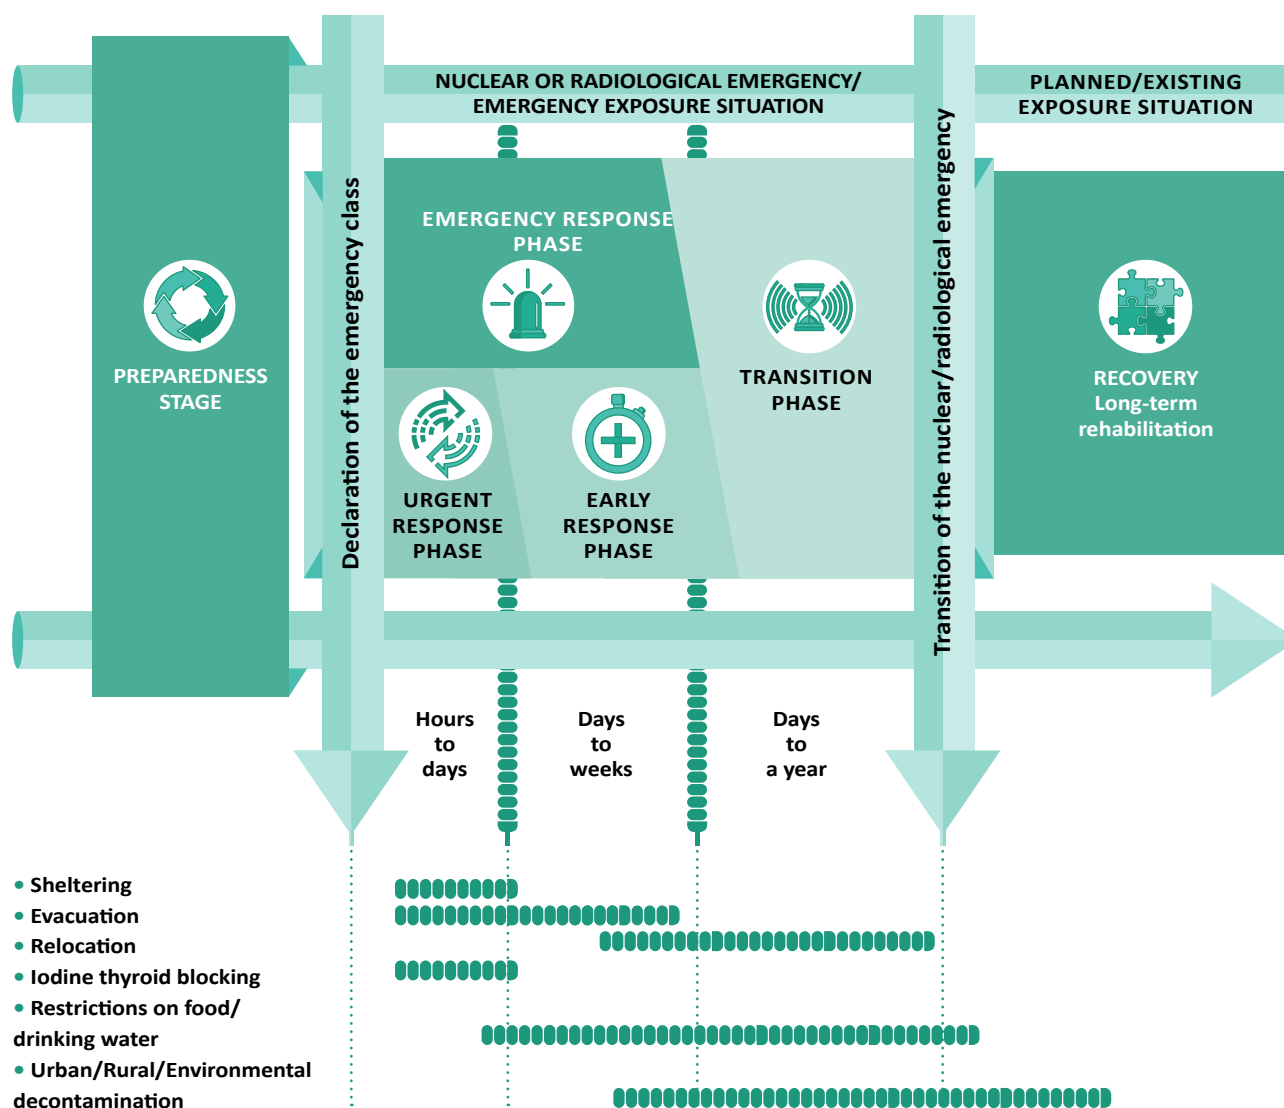 NUCLEAR OR RADIOLOGICAL EMERGENCY/
EMERGENCY EXPOSURE SITUATION
PLANNED/EXISTING
EXPOSURE SITUATION
PREPAREDNESS
STAGE
Declaration of the emergency class
EMERGENCY RESPONSE
PHASE
URGENT
RESPONSE
PHASE
EARLY
RESPONSE
PHASE
TRANSITION
PHASE
Transition of the nuclear/radiological emergency
RECOVERY
Long-term
rehabilitation
Hours
to
days
Days
to
weeks
Days
to
a year
• Sheltering
• Evacuation
• Relocation
• Iodine thyroid blocking
• Restrictions on food/
drinking water
• Urban/Rural/Environmental
decontamination